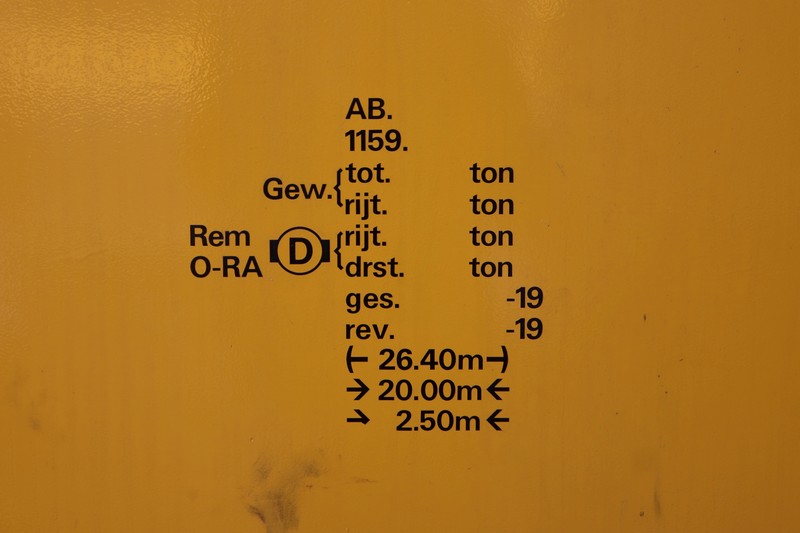 AB.
1159.
Gew. { tot. ton
rijt. ton
Rem D { rijt. ton
O-RA drst. ton
ges. -19
rev. -19
(- 26.40m -)
→ 20.00m ←
→ 2.50m ←